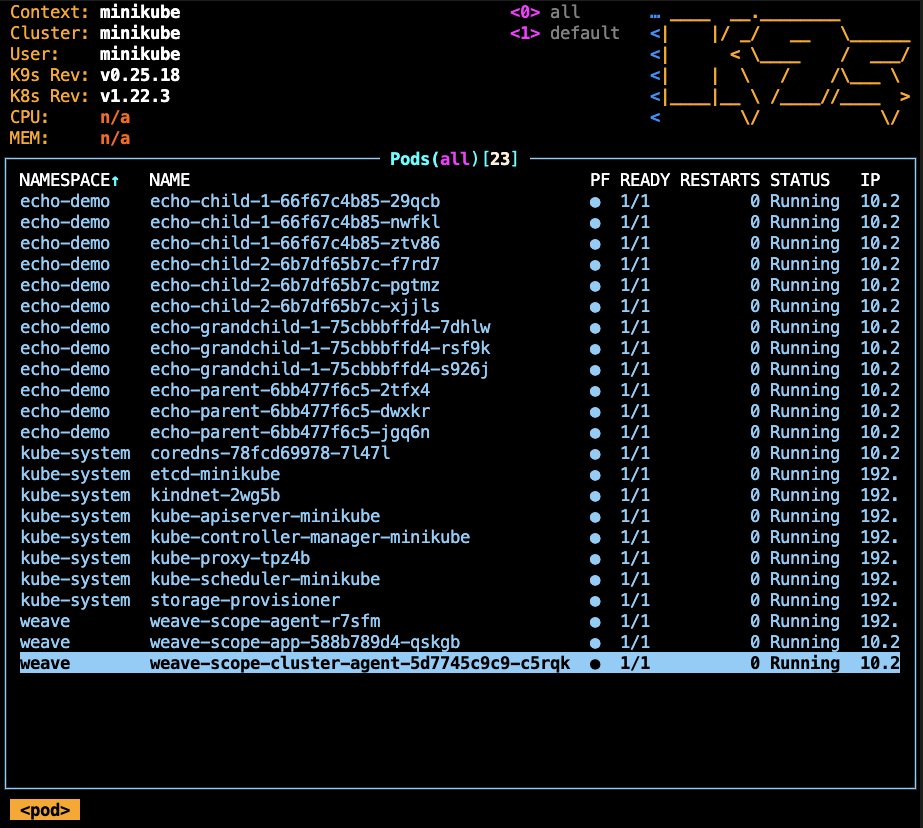 Context: minikube <0> all
Cluster: minikube <1> default
User: minikube
K9s Rev: v0.25.18
K8s Rev: v1.22.3
CPU: n/a
MEM: n/a
Pods(all)[23]
NAMESPACE↑ NAME PF READY RESTARTS STATUS IP
echo-demo echo-child-1-66f67c4b85-29qcb ● 1/1 0 Running 10.2
echo-demo echo-child-1-66f67c4b85-nwfkl ● 1/1 0 Running 10.2
echo-demo echo-child-1-66f67c4b85-ztv86 ● 1/1 0 Running 10.2
echo-demo echo-child-2-6b7df65b7c-f7rd7 ● 1/1 0 Running 10.2
echo-demo echo-child-2-6b7df65b7c-pgtmz ● 1/1 0 Running 10.2
echo-demo echo-child-2-6b7df65b7c-xjjls ● 1/1 0 Running 10.2
echo-demo echo-grandchild-1-75cbbbffd4-7dhlw ● 1/1 0 Running 10.2
echo-demo echo-grandchild-1-75cbbbffd4-rsf9k ● 1/1 0 Running 10.2
echo-demo echo-grandchild-1-75cbbbffd4-s926j ● 1/1 0 Running 10.2
echo-demo echo-parent-6bb477f6c5-2tfx4 ● 1/1 0 Running 10.2
echo-demo echo-parent-6bb477f6c5-dwxkr ● 1/1 0 Running 10.2
echo-demo echo-parent-6bb477f6c5-jgq6n ● 1/1 0 Running 10.2
kube-system coredns-78fcd69978-7l47l ● 1/1 0 Running 10.2
kube-system etcd-minikube ● 1/1 0 Running 192.
kube-system kindnet-2wg5b ● 1/1 0 Running 192.
kube-system kube-apiserver-minikube ● 1/1 0 Running 192.
kube-system kube-controller-manager-minikube ● 1/1 0 Running 192.
kube-system kube-proxy-tpz4b ● 1/1 0 Running 192.
kube-system kube-scheduler-minikube ● 1/1 0 Running 192.
kube-system storage-provisioner ● 1/1 0 Running 192.
weave weave-scope-agent-r7sfm ● 1/1 0 Running 192.
weave weave-scope-app-588b789d4-qskgb ● 1/1 0 Running 10.2
weave weave-scope-cluster-agent-5d7745c9c9-c5rqk ● 1/1 0 Running 10.2
<pod>